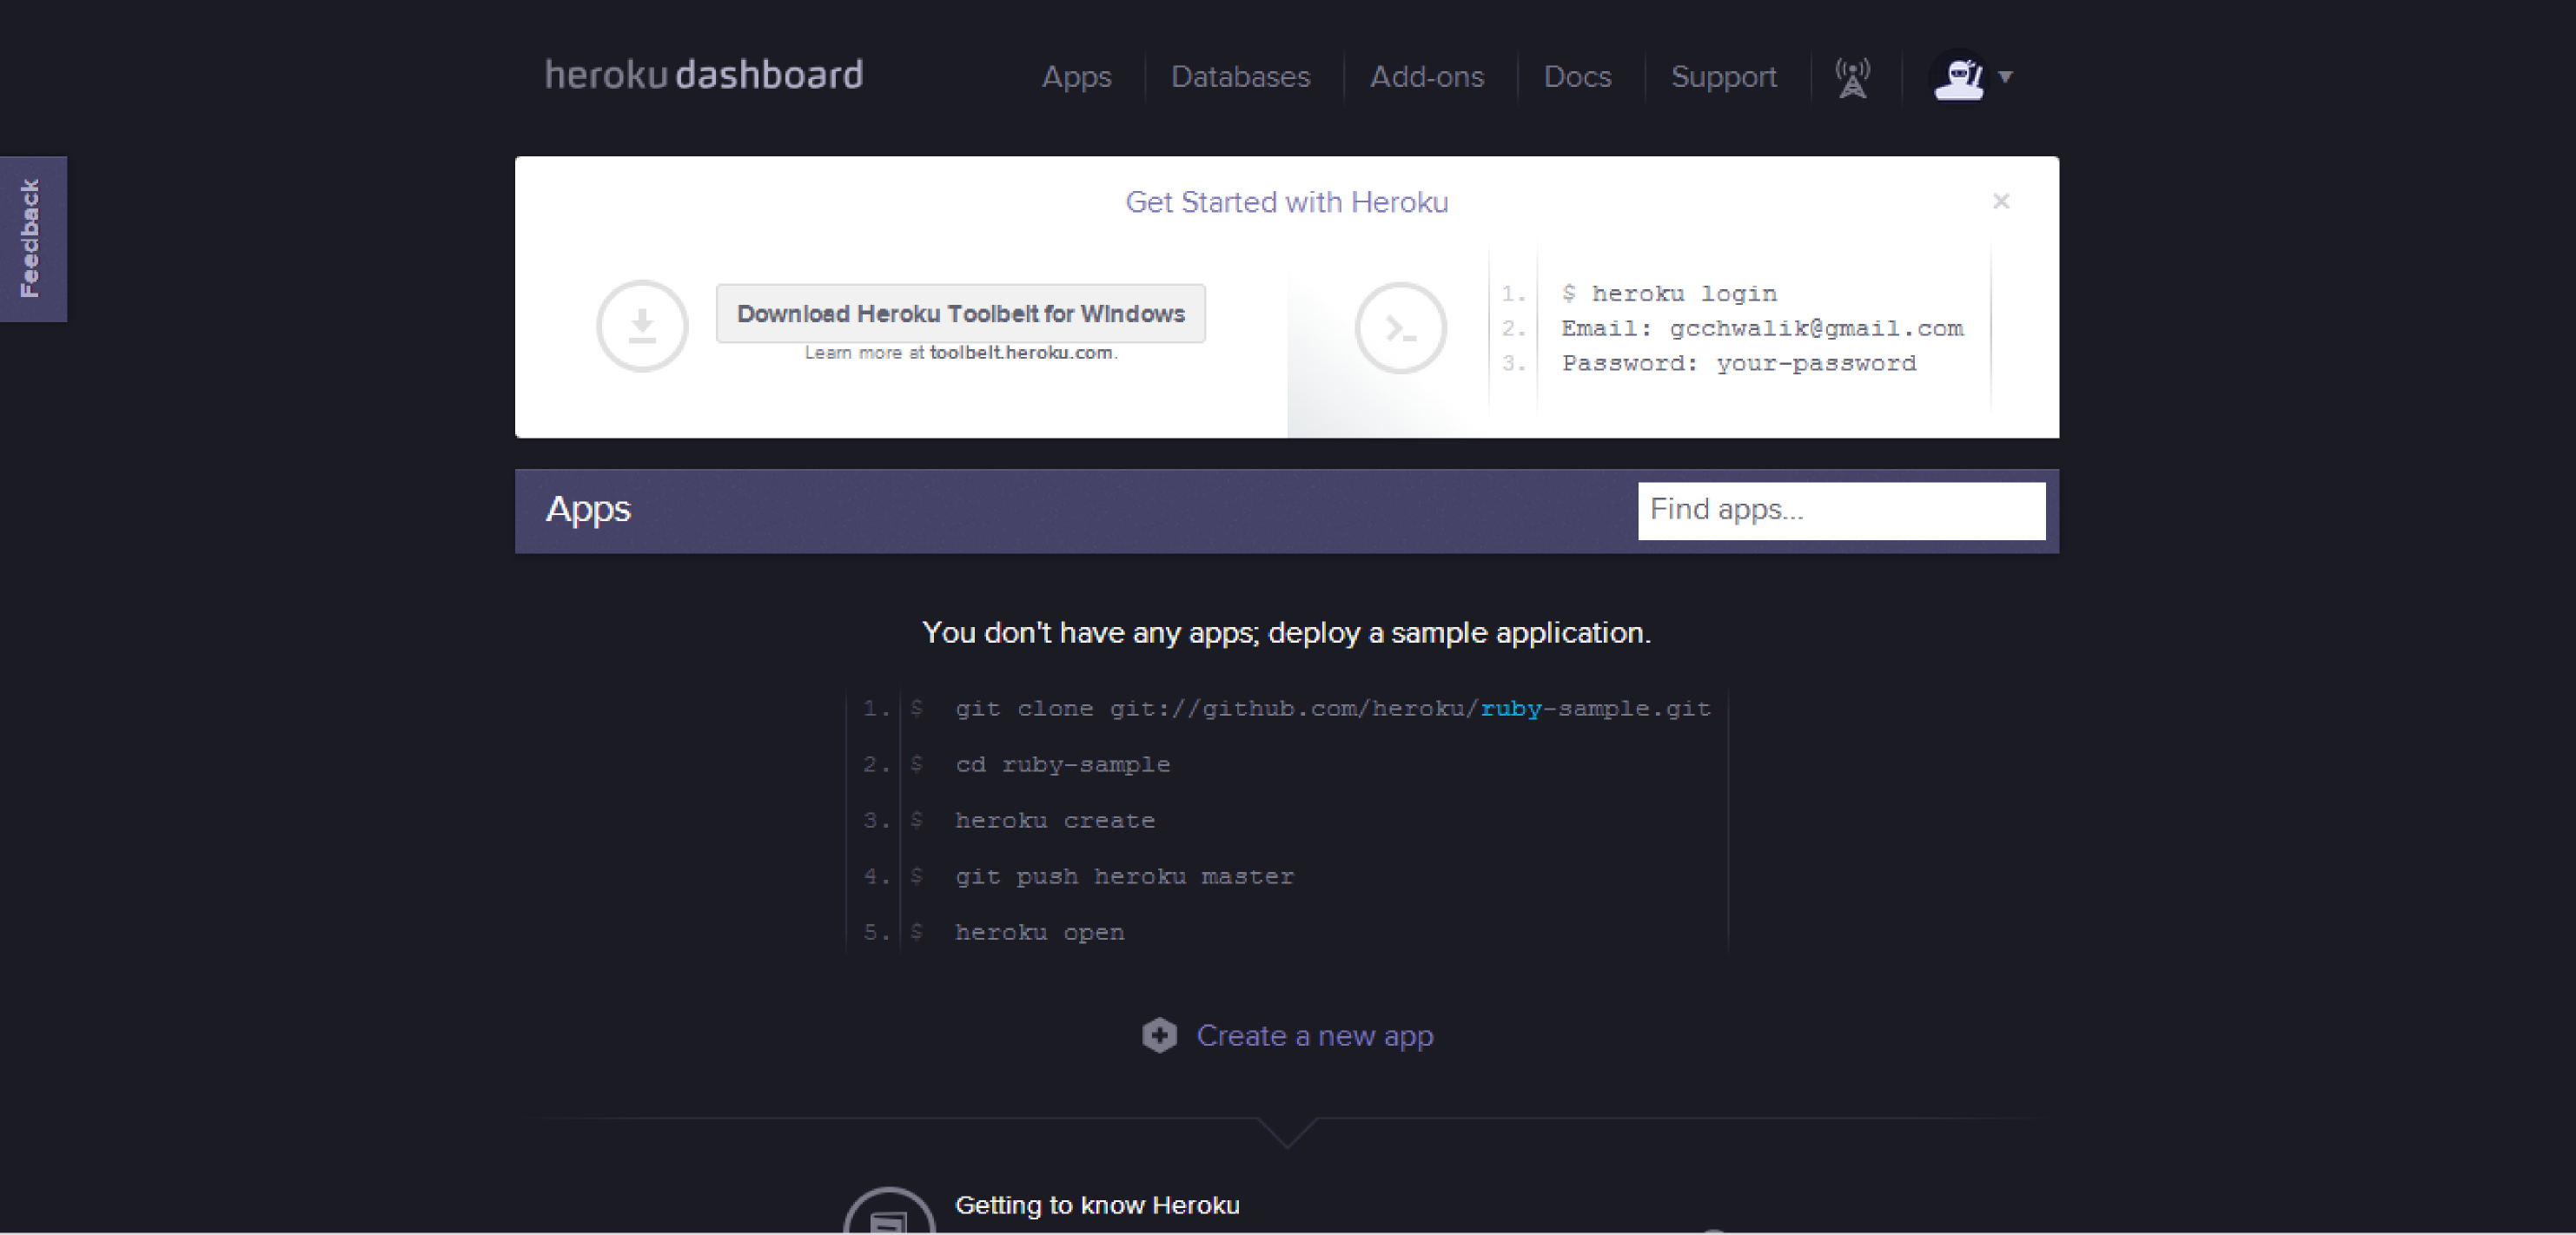 heroku dashboard
Apps
Databases
Add-ons
Docs
Support
Feedback
Get Started with Heroku
×
Download Heroku Toolbelt for Windows
Learn more at toolbelt.heroku.com.
1. $ heroku login
2. Email: gcchwalik@gmail.com
3. Password: your-password
Apps
Find apps...
You don't have any apps; deploy a sample application.
1. $ git clone git://github.com/heroku/ruby-sample.git
2. $ cd ruby-sample
3. $ heroku create
4. $ git push heroku master
5. $ heroku open
Create a new app
Getting to know Heroku